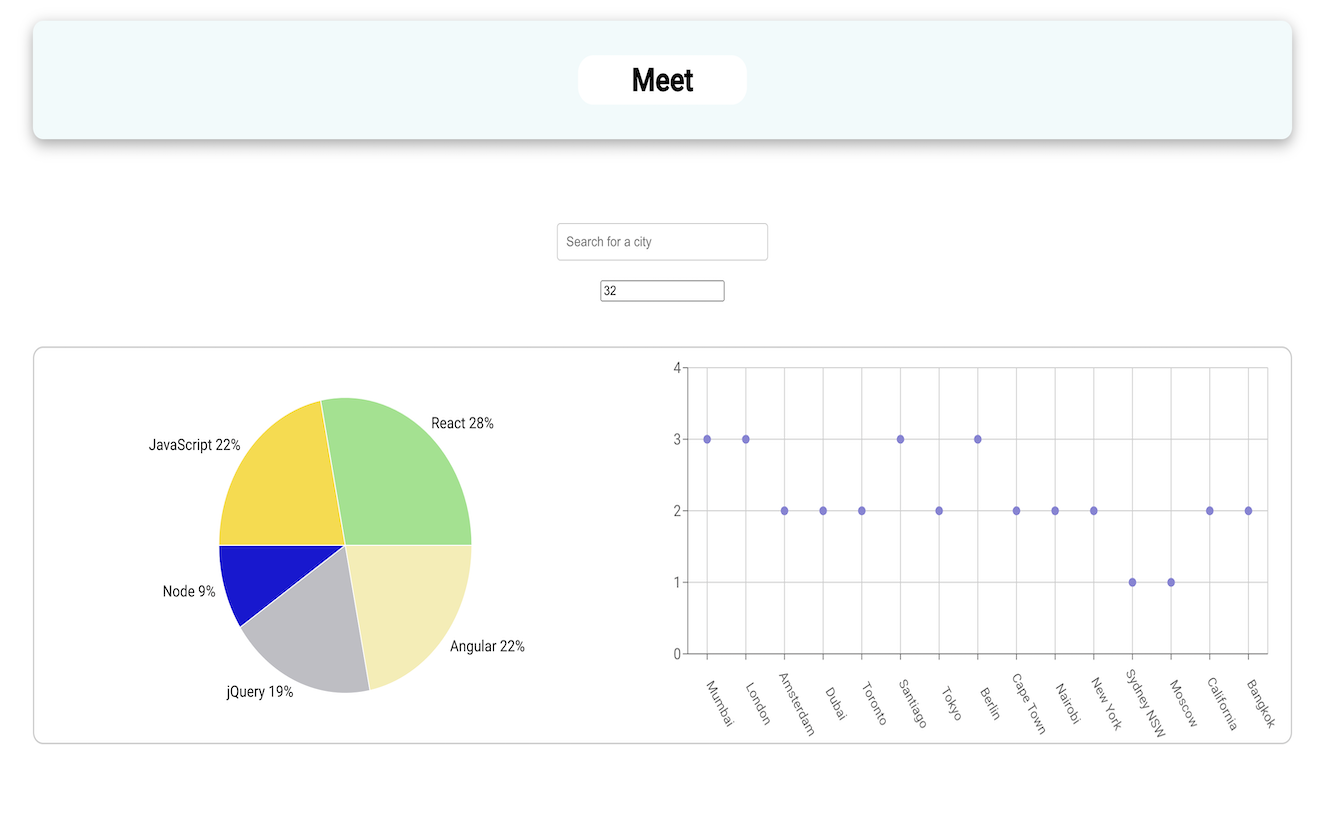 Meet
Search for a city
32
React 28%
JavaScript 22%
Node 9%
jQuery 19%
Angular 22%
4
3
2
1
0
Mumbai
London
Amsterdam
Dubai
Toronto
Santiago
Tokyo
Berlin
Cape Town
Nairobi
New York
Sydney NSW
Moscow
California
Bangkok